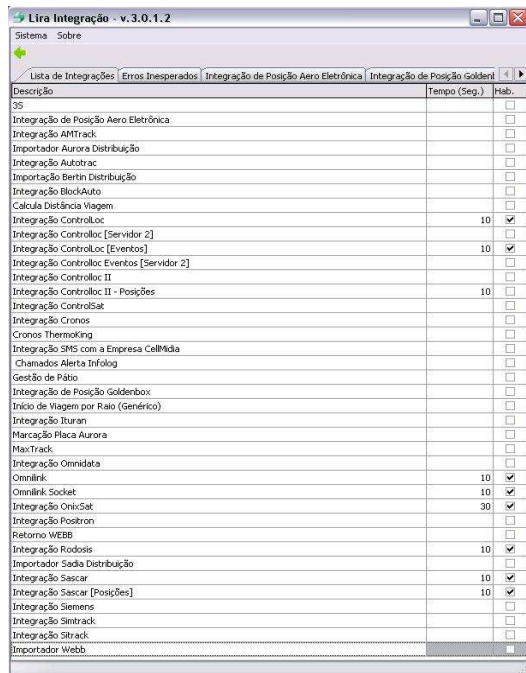 Lira Integração - v.3.0.1.2
Sistema Sobre
Lista de Integrações Erros Inesperados Integração de Posição Aero Eletrônica Integração de Posição Goldenb
Descrição Tempo (Seg.) Hab.
3S
Integração de Posição Aero Eletrônica
Integração AMTrack
Importador Aurora Distribuição
Integração Autotrac
Importação Bertin Distribuição
Integração BlockAuto
Calcula Distância Viagem
Integração ControlLoc 10
Integração Controlloc [Servidor 2]
Integração ControlLoc [Eventos] 10
Integração Controlloc Eventos [Servidor 2]
Integração Controlloc II
Integração Controlloc II - Posições 10
Integração ControlSat
Integração Cronos
Cronos ThermoKing
Integração SMS com a Empresa CellMidia
Chamados Alerta Infolog
Gestão de Pátio
Integração de Posição Goldenbox
Início de Viagem por Raio (Genérico)
Integração Ituran
Marcação Placa Aurora
MaxTrack
Integração Omnidata
Omnilink 10
Omnilink Socket 10
Integração OnixSat 30
Integração Positron
Retorno WEBB
Integração Rodosis 10
Importador Sadia Distribuição
Integração Sascar 10
Integração Sascar [Posições] 10
Integração Siemens
Integração Simtrack
Integração Sitrack
Importador Webb